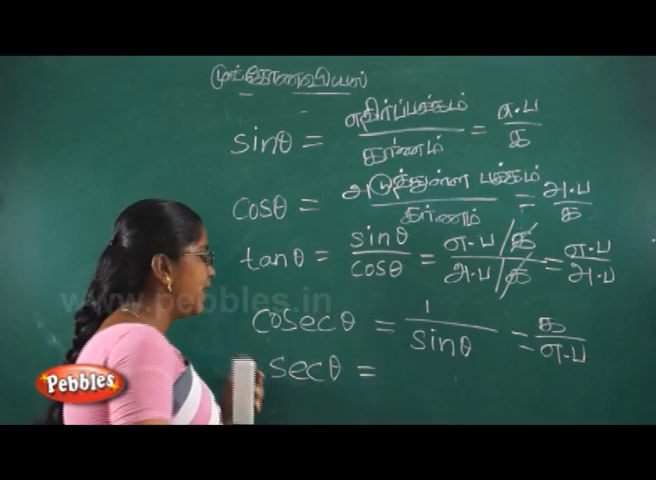 முக்கோணவியல்
sinθ = எதிர்ப்பக்கம் / கர்ணம் = எ.ப / க
cosθ = அடுத்துள்ள பக்கம் / கர்ணம் = அ.ப / க
tanθ = sinθ / cosθ = எ.ப/க / அ.ப/க = எ.ப / அ.ப
cosecθ = 1 / sinθ = க / எ.ப
secθ =
www.pebbles.in
Pebbles